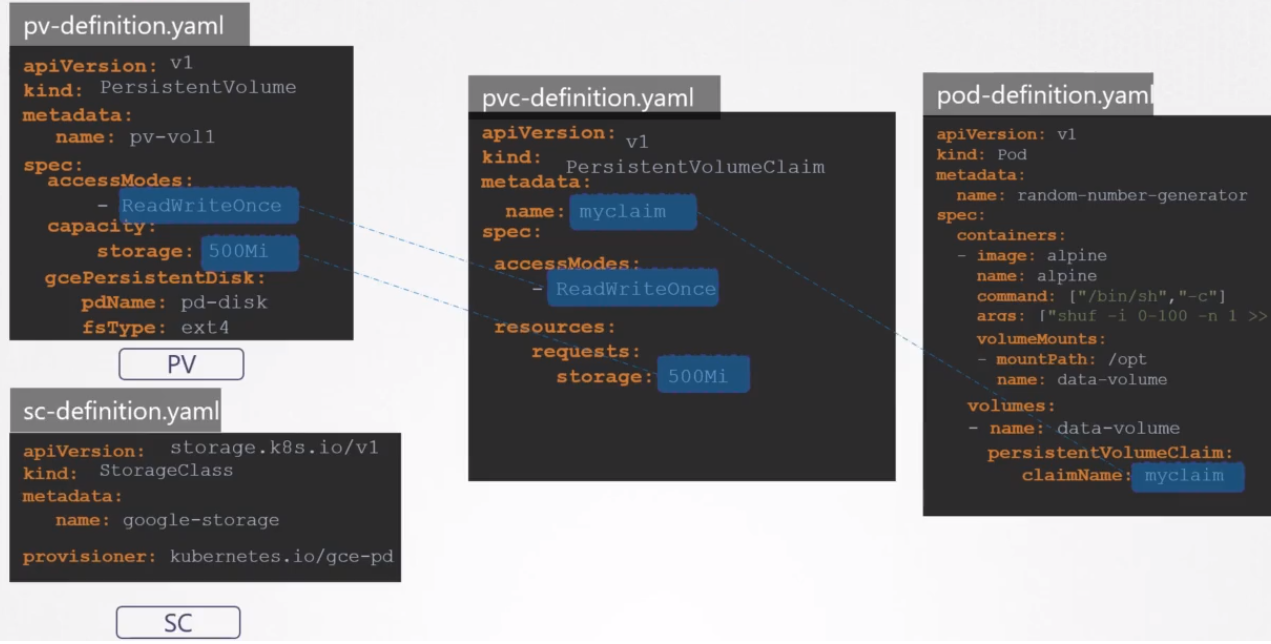 pv-definition.yaml
apiVersion: v1
kind: PersistentVolume
metadata:
name: pv-vol1
spec:
accessModes:
- ReadWriteOnce
capacity:
storage: 500Mi
gcePersistentDisk:
pdName: pd-disk
fsType: ext4
PV
sc-definition.yaml
apiVersion: storage.k8s.io/v1
kind: StorageClass
metadata:
name: google-storage
provisioner: kubernetes.io/gce-pd
SC
pvc-definition.yaml
apiVersion: v1
kind: PersistentVolumeClaim
metadata:
name: myclaim
spec:
accessModes:
- ReadWriteOnce
resources:
requests:
storage: 500Mi
pod-definition.yaml
apiVersion: v1
kind: Pod
metadata:
name: random-number-generator
spec:
containers:
- image: alpine
name: alpine
command: ["/bin/sh","-c"]
args: ["shuf -i 0-100 -n 1 >>
volumeMounts:
- mountPath: /opt
name: data-volume
volumes:
- name: data-volume
persistentVolumeClaim:
claimName: myclaim